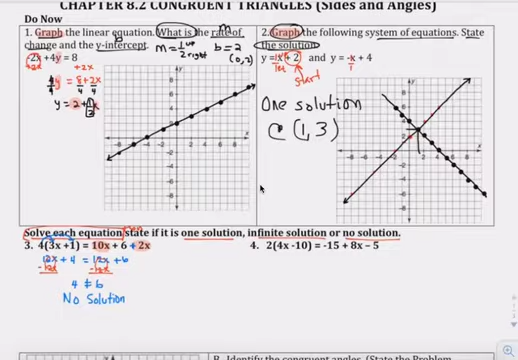 CHAPTER 8.2 CONGRUENT TRIANGLES (Sides and Angles)
Do Now
1. Graph the linear equation. What is the rate of
change and the y-intercept.
m
b
-2x +4y = 8
+2x +2x
4y = 8 + 2x
4 4 4
y = 2 + 1/2 x
m = 1 up
2 right
b = 2
(0,2)
2. Graph the following system of equations. State
the solution
y = 1x + 2 and y = -x + 4
start
One solution
@ (1,3)
Solve each equation then state if it is one solution, infinite solution or no solution.
3. 4(3x +1) = 10x + 6 + 2x
12x + 4 = 12x + 6
-12x -12x
4 ≠ 6
No Solution
4. 2(4x -10) = -15 + 8x – 5
B. Identify the congruent angles. (State the Problem